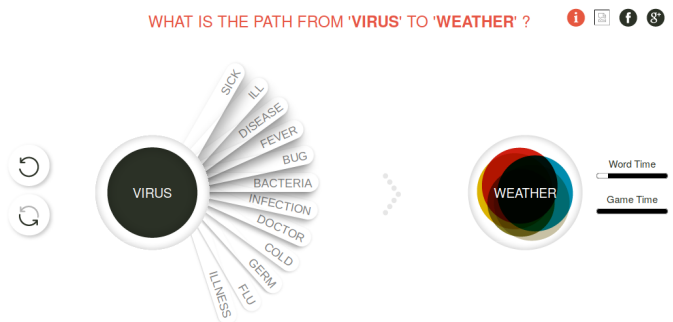 WHAT IS THE PATH FROM 'VIRUS' TO 'WEATHER' ?
i
f
g+
SICK
ILL
DISEASE
FEVER
BUG
BACTERIA
INFECTION
DOCTOR
COLD
GERM
FLU
ILLNESS
VIRUS
WEATHER
Word Time
Game Time